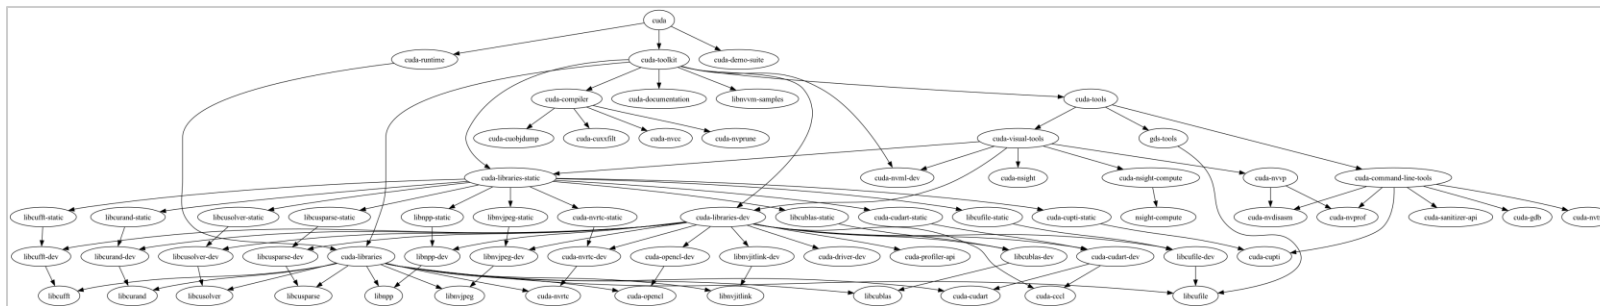 cuda
cuda-runtime
cuda-toolkit
cuda-demo-suite
cuda-compiler
cuda-documentation
libnvvm-samples
cuda-tools
cuda-cuobjdump
cuda-cuxxfilt
cuda-nvcc
cuda-nvprune
cuda-visual-tools
gds-tools
cuda-libraries-static
cuda-nvml-dev
cuda-nsight
cuda-nsight-compute
cuda-nvvp
cuda-command-line-tools
libcufft-static
libcurand-static
libcusolver-static
libcusparse-static
libnpp-static
libnvjpeg-static
cuda-nvrtc-static
cuda-libraries-dev
libcublas-static
cuda-cudart-static
libcufile-static
cuda-cupti-static
nsight-compute
cuda-nvdisasm
cuda-nvprof
cuda-sanitizer-api
cuda-gdb
libcufft-dev
libcurand-dev
libcusolver-dev
libcusparse-dev
cuda-libraries
libnpp-dev
libnvjpeg-dev
cuda-nvrtc-dev
cuda-opencl-dev
libnvjitlink-dev
cuda-driver-dev
cuda-profiler-api
libcublas-dev
cuda-cudart-dev
libcufile-dev
cuda-cupti
libcufft
libcurand
libcusolver
libcusparse
libnpp
libnvjpeg
cuda-nvrtc
cuda-opencl
libnvjitlink
libcublas
cuda-cudart
cuda-cccl
libcufile